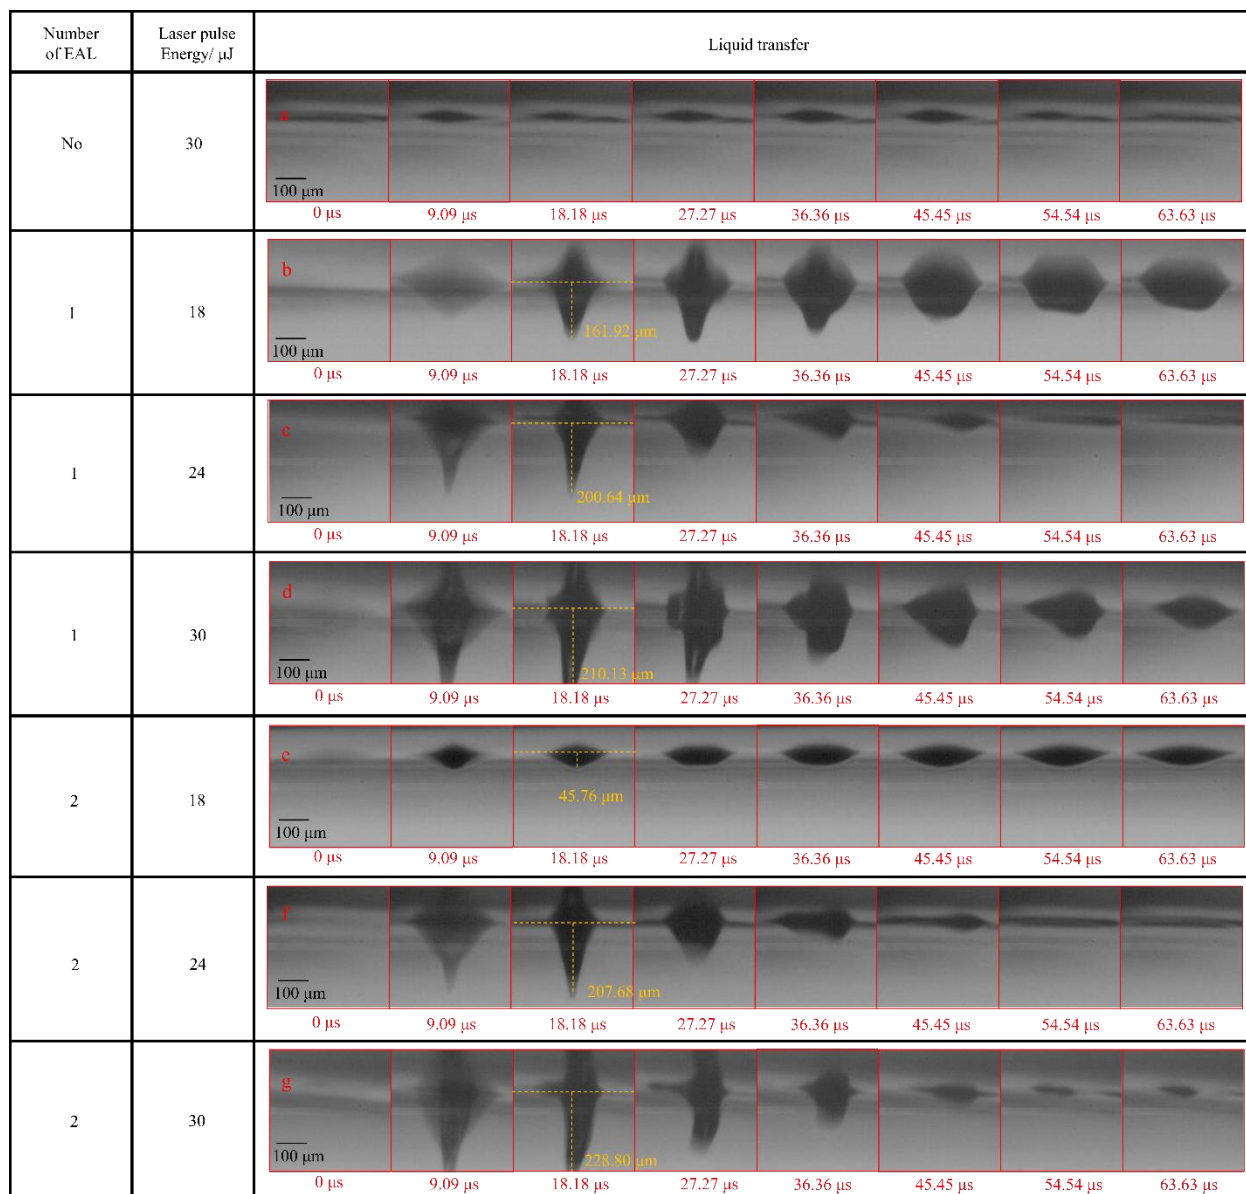 Number
of EAL
Laser pulse
Energy/ μJ
Liquid transfer
No
30
a
100 μm
0 μs
9.09 μs
18.18 μs
27.27 μs
36.36 μs
45.45 μs
54.54 μs
63.63 μs
1
18
b
161.92 μm
100 μm
0 μs
9.09 μs
18.18 μs
27.27 μs
36.36 μs
45.45 μs
54.54 μs
63.63 μs
1
24
c
200.64 μm
100 μm
0 μs
9.09 μs
18.18 μs
27.27 μs
36.36 μs
45.45 μs
54.54 μs
63.63 μs
1
30
d
210.13 μm
100 μm
0 μs
9.09 μs
18.18 μs
27.27 μs
36.36 μs
45.45 μs
54.54 μs
63.63 μs
2
18
e
45.76 μm
100 μm
0 μs
9.09 μs
18.18 μs
27.27 μs
36.36 μs
45.45 μs
54.54 μs
63.63 μs
2
24
f
207.68 μm
100 μm
0 μs
9.09 μs
18.18 μs
27.27 μs
36.36 μs
45.45 μs
54.54 μs
63.63 μs
2
30
g
228.80 μm
100 μm
0 μs
9.09 μs
18.18 μs
27.27 μs
36.36 μs
45.45 μs
54.54 μs
63.63 μs